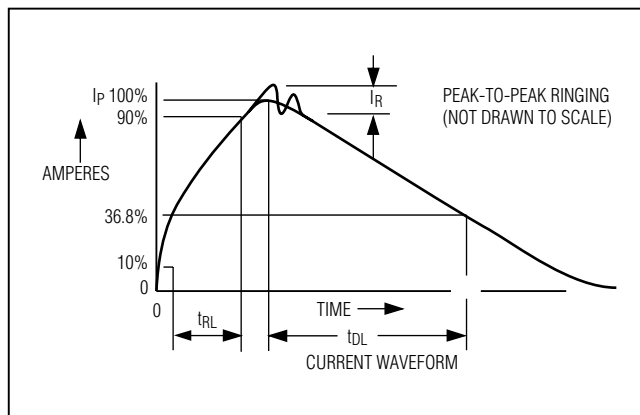 IP 100%
90%
AMPERES
36.8%
10%
0
0
tRL
TIME
tDL
CURRENT WAVEFORM
IR
PEAK-TO-PEAK RINGING
(NOT DRAWN TO SCALE)